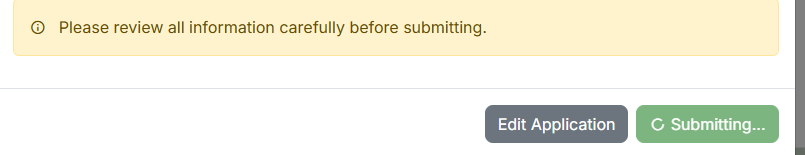 Please review all information carefully before submitting.
Edit Application
Submitting...